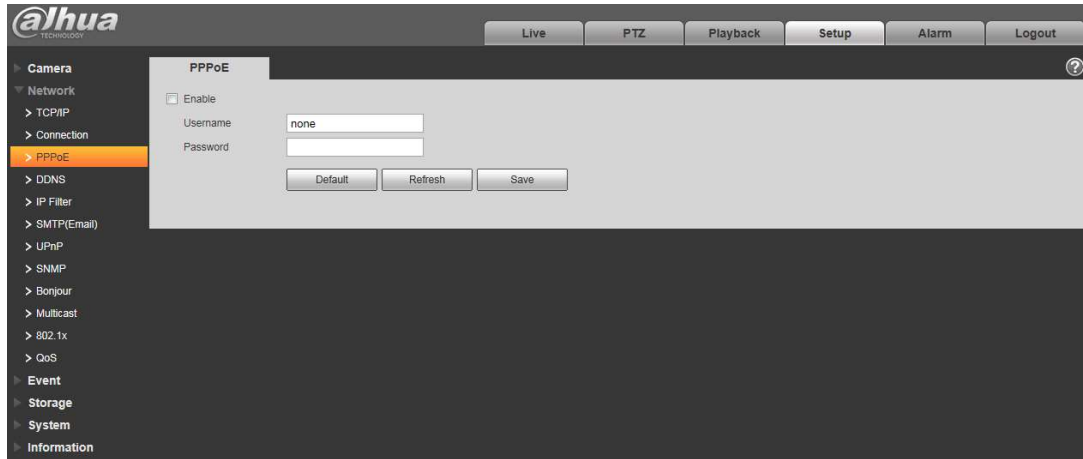 alhua
TECHNOLOGY
Live PTZ Playback Setup Alarm Logout
Camera
Network
> TCP/IP
> Connection
> PPPoE
> DDNS
> IP Filter
> SMTP(Email)
> UPnP
> SNMP
> Bonjour
> Multicast
> 802.1x
> QoS
Event
Storage
System
Information
PPPoE
?
Enable
Username none
Password
Default Refresh Save